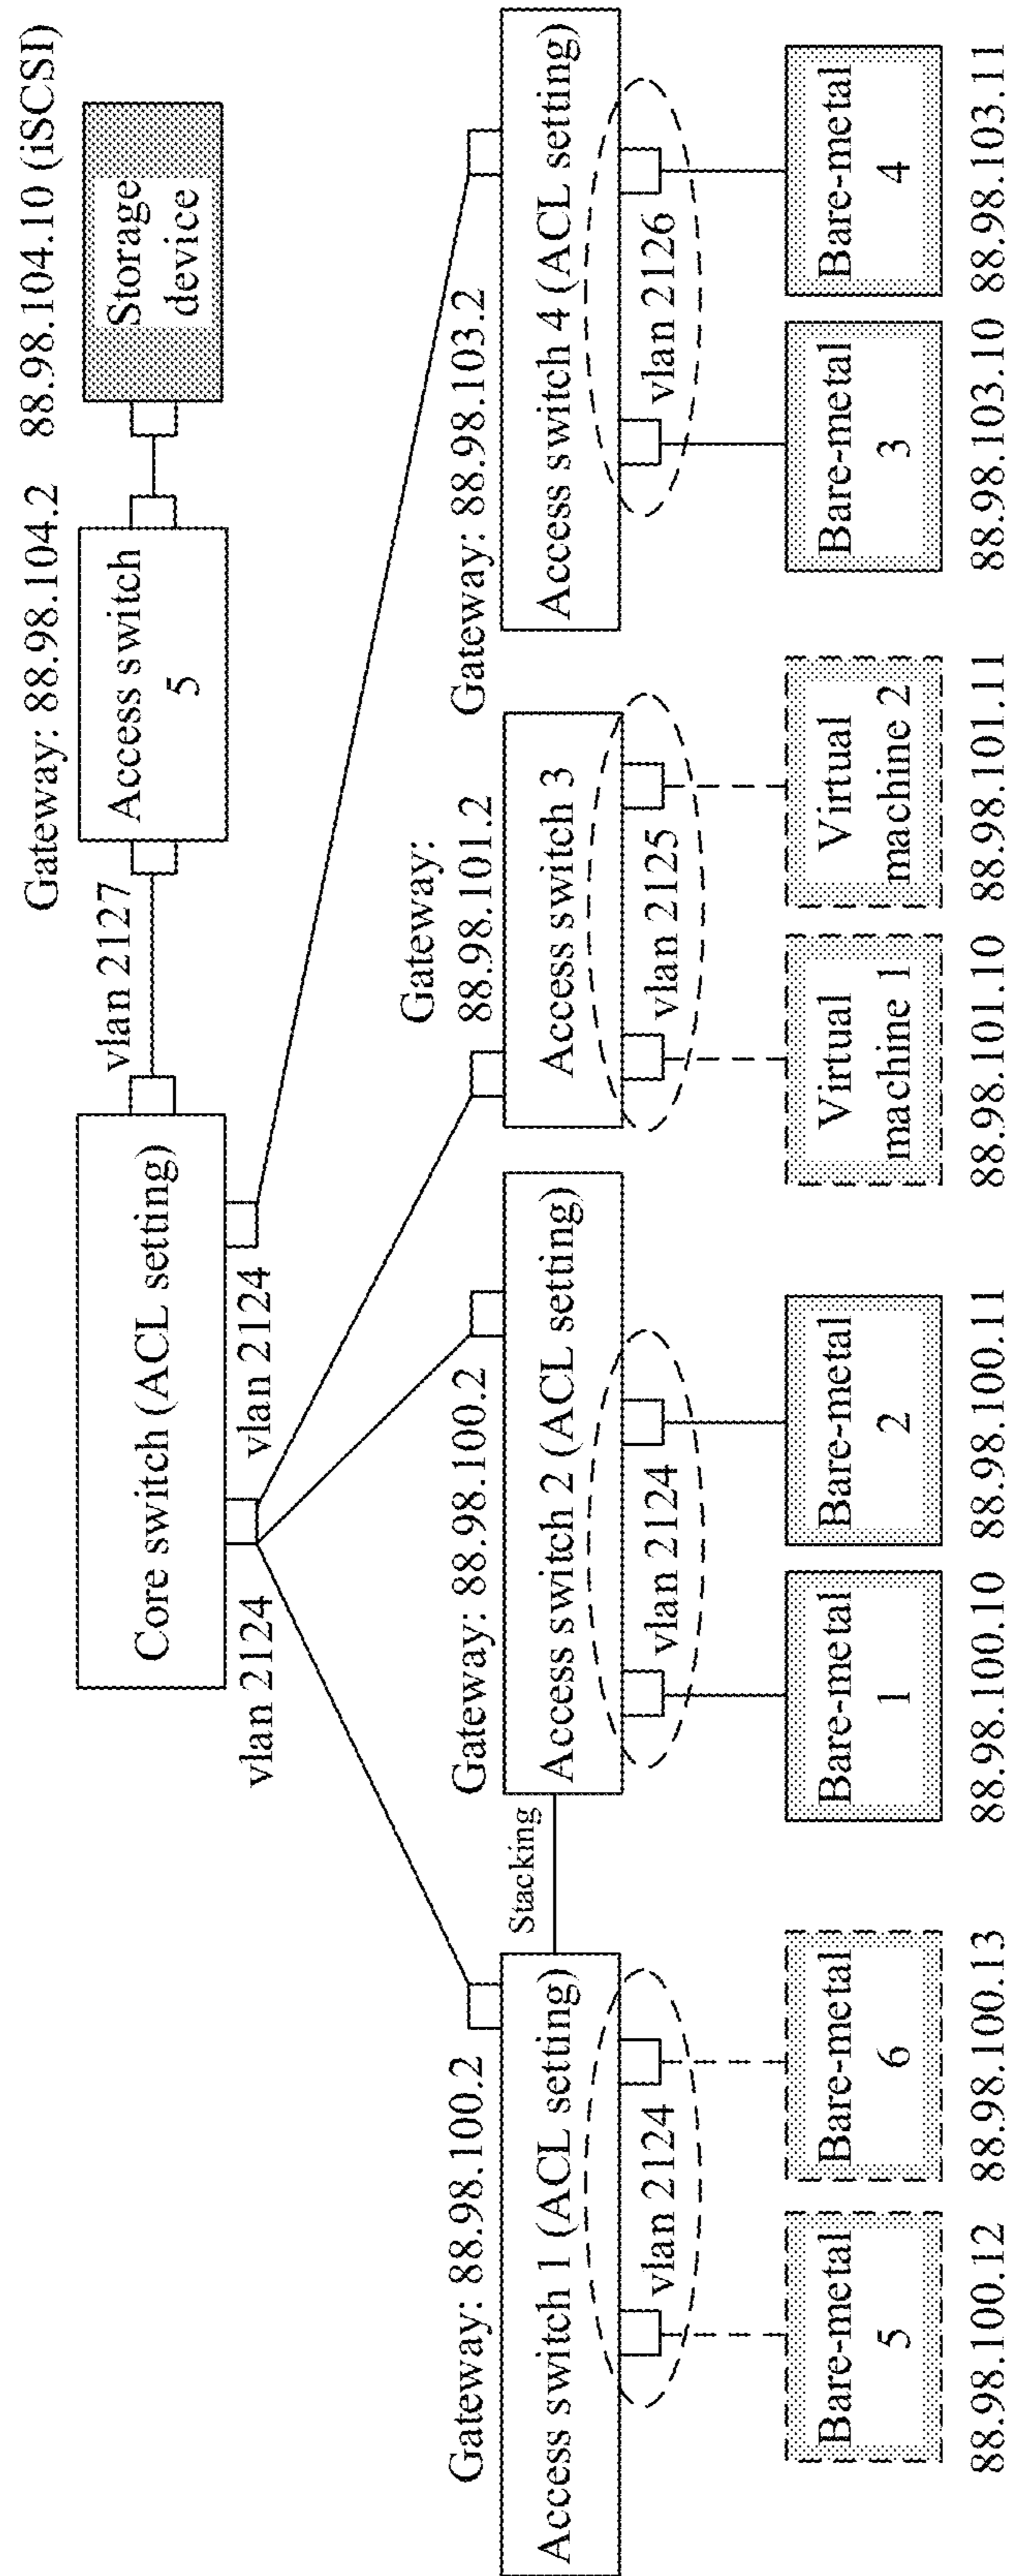 Gateway: 88.98.104.2
88.98.104.10 (iSCSI)
Core switch (ACL setting)
vlan 2127
Access switch
5
Storage
device
vlan 2124
vlan 2124
Gateway: 88.98.100.2
Access switch 1 (ACL setting)
vlan 2124
Stacking
Gateway: 88.98.100.2
Access switch 2 (ACL setting)
vlan 2124
Gateway:
88.98.101.2
Access switch 3
vlan 2125
Gateway: 88.98.103.2
Access switch 4 (ACL setting)
vlan 2126
Bare-metal
5
88.98.100.12
Bare-metal
6
88.98.100.13
Bare-metal
1
88.98.100.10
Bare-metal
2
88.98.100.11
Virtual
machine 1
88.98.101.10
Virtual
machine 2
88.98.101.11
Bare-metal
3
88.98.103.10
Bare-metal
4
88.98.103.11